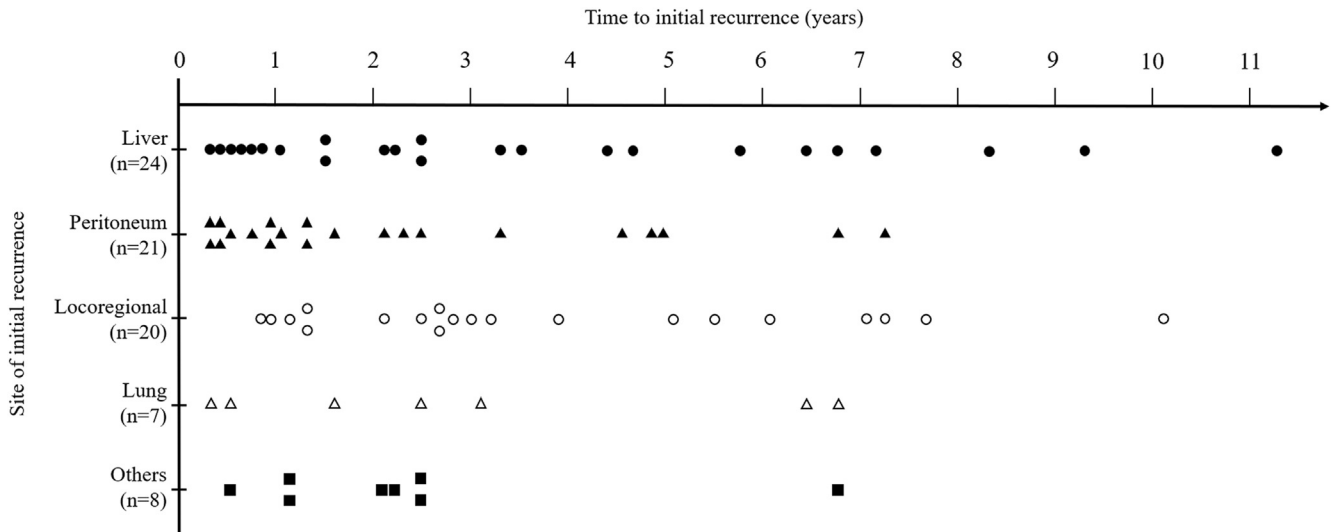 Time to initial recurrence (years)
0 1 2 3 4 5 6 7 8 9 10 11
Site of initial recurrence
Liver
(n=24)
Peritoneum
(n=21)
Locoregional
(n=20)
Lung
(n=7)
Others
(n=8)